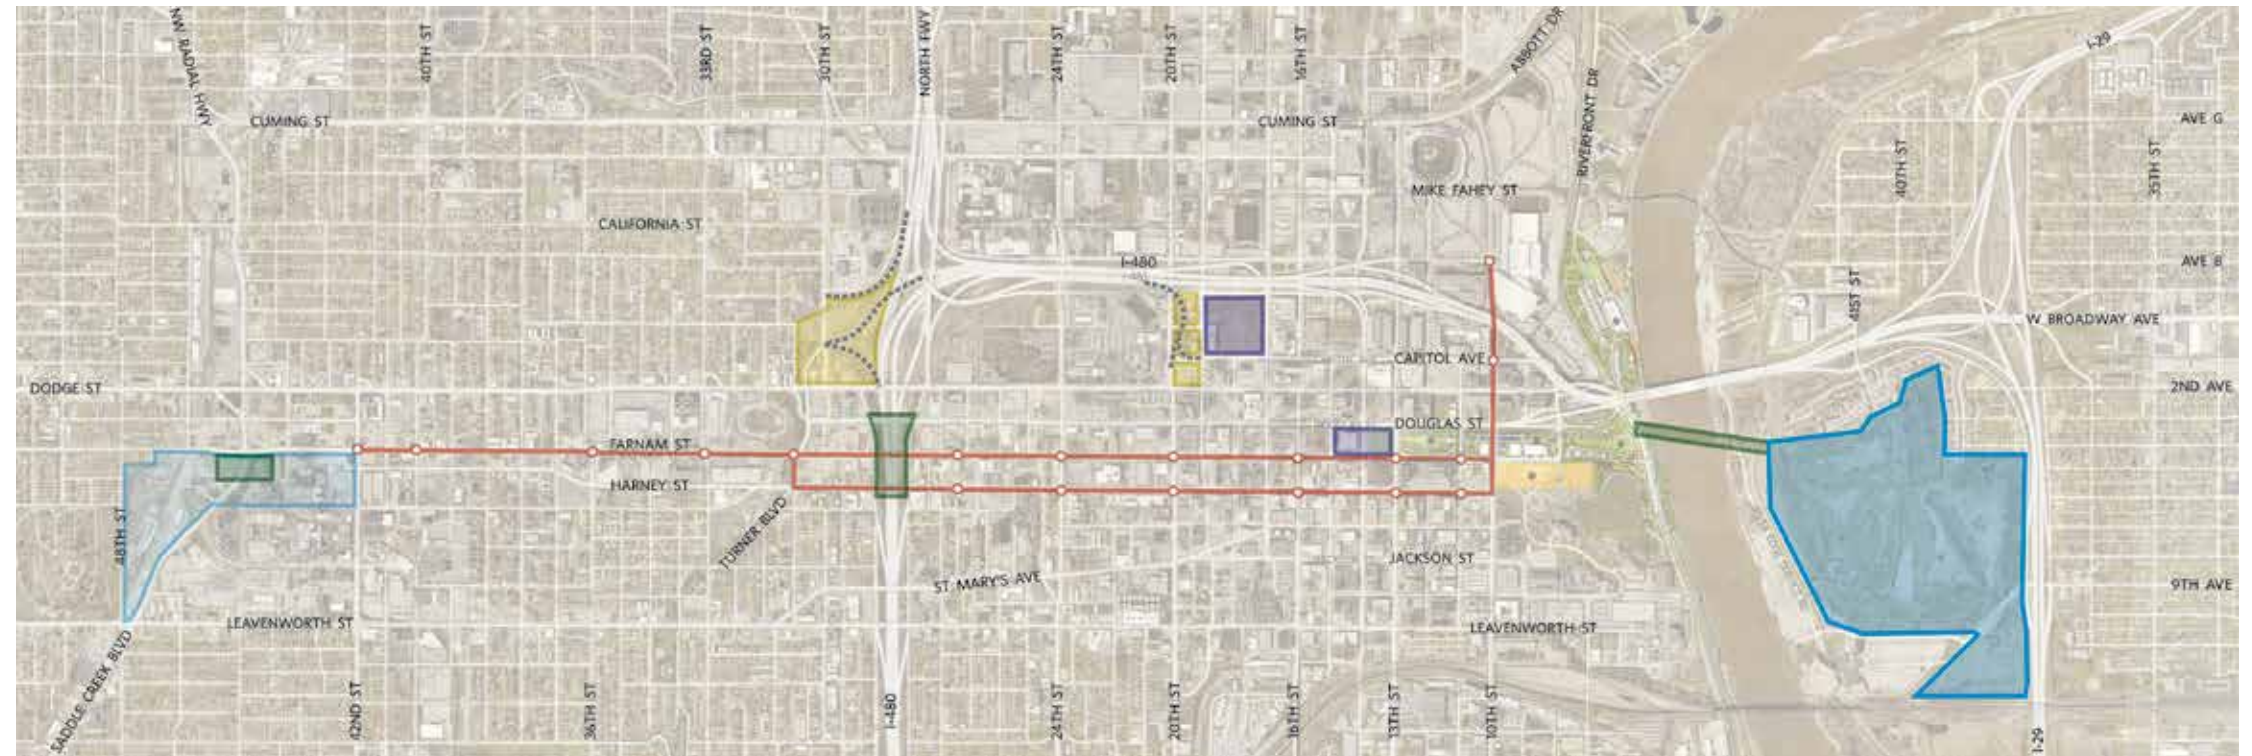 NW RADIAL HWY
40TH ST
33RD ST
30TH ST
NORTH FWY
24TH ST
20TH ST
16TH ST
ABBOTT DR
RIVERFRONT DR
I-29
CUMING ST
CUMING ST
AVE G
40TH ST
35TH ST
MIKE FAHEY ST
CALIFORNIA ST
I-480
AVE B
41ST ST
W BROADWAY AVE
CAPITOL AVE
DODGE ST
2ND AVE
DOUGLAS ST
FARNAM ST
HARNEY ST
48TH ST
TURNER BLVD
JACKSON ST
ST MARY'S AVE
9TH AVE
LEAVENWORTH ST
LEAVENWORTH ST
SADDLE CREEK BLVD
42ND ST
36TH ST
I-480
24TH ST
20TH ST
16TH ST
13TH ST
10TH ST
I-29